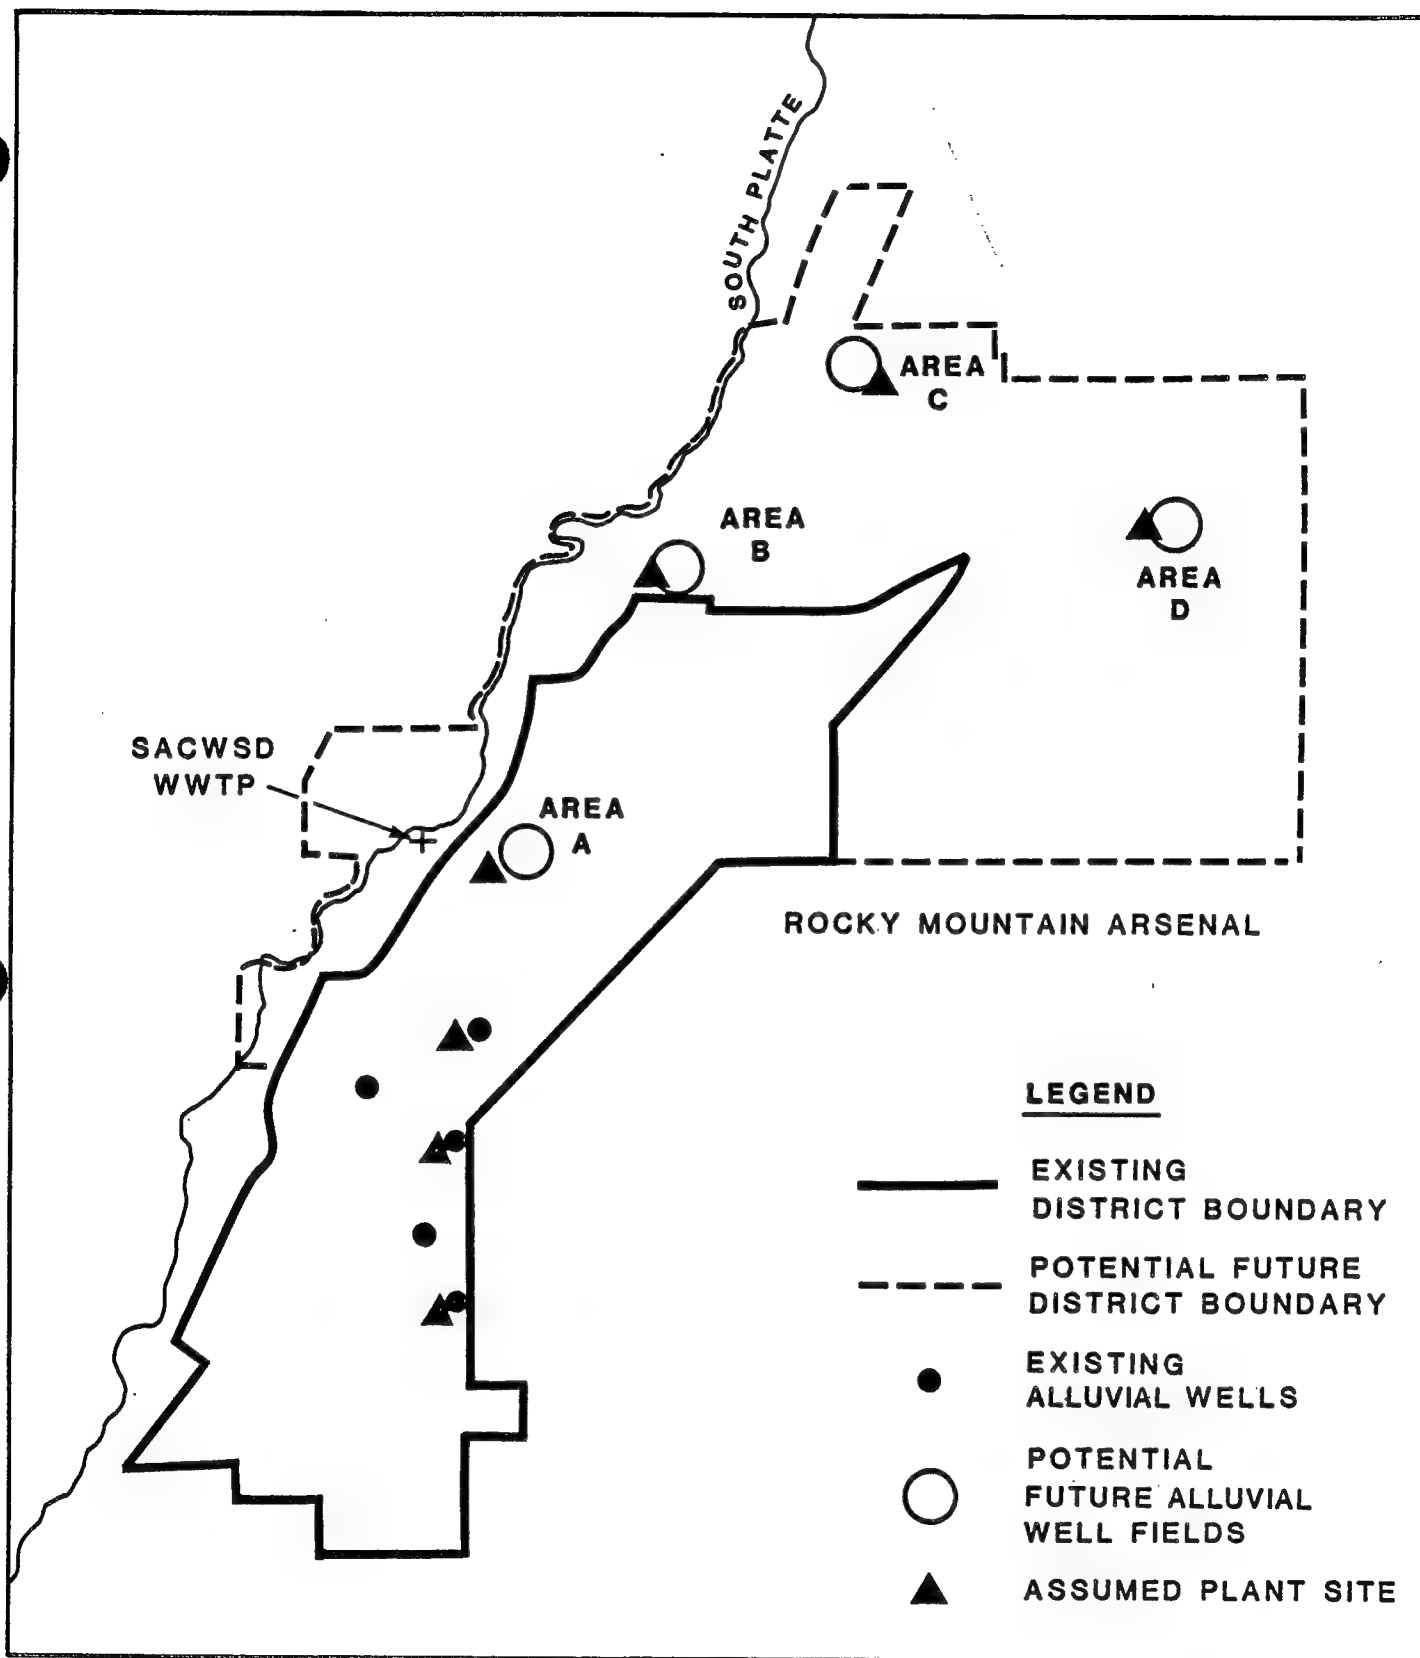 SOUTH PLATTE
AREA
C
AREA
B
AREA
D
SACWSD
WWTP
AREA
A
ROCKY MOUNTAIN ARSENAL
LEGEND
EXISTING
DISTRICT BOUNDARY
POTENTIAL FUTURE
DISTRICT BOUNDARY
EXISTING
ALLUVIAL WELLS
POTENTIAL
FUTURE ALLUVIAL
WELL FIELDS
ASSUMED PLANT SITE